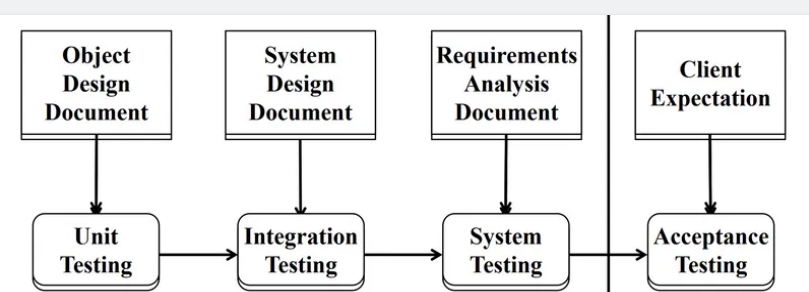 Object
Design
Document
System
Design
Document
Requirements
Analysis
Document
Client
Expectation
Unit
Testing
Integration
Testing
System
Testing
Acceptance
Testing